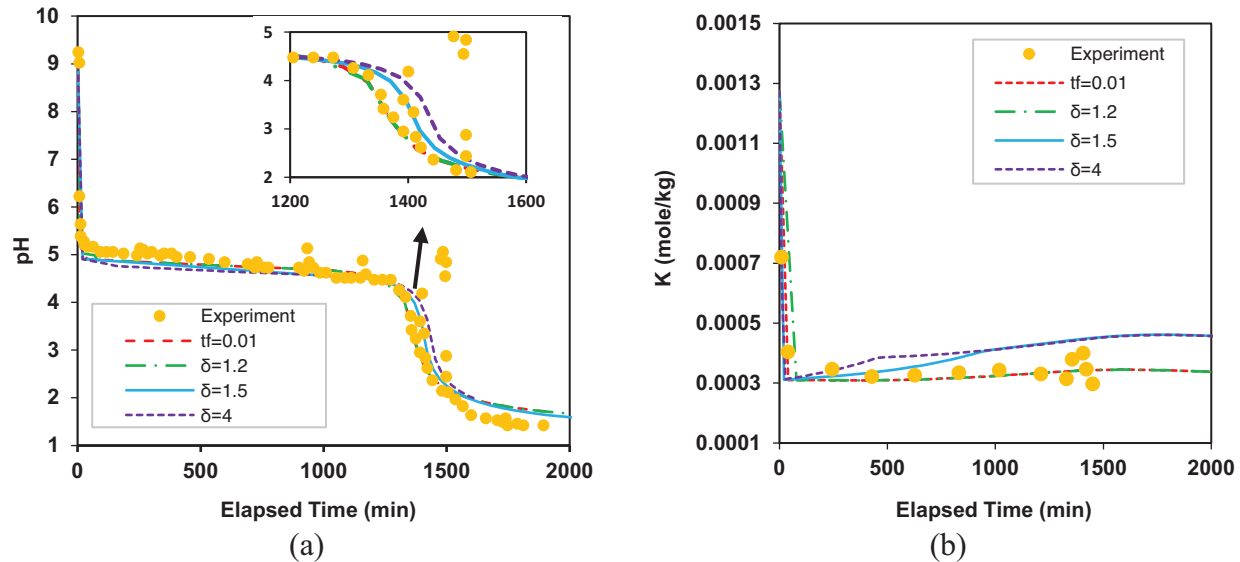 10
9
8
7
6
5
4
3
2
1
pH
0
500
1000
1500
2000
Elapsed Time (min)
5
4
3
2
1200
1400
1600
Experiment
tf=0.01
δ=1.2
δ=1.5
δ=4
(a)
0.0015
0.0013
0.0011
0.0009
0.0007
0.0005
0.0003
0.0001
K (mole/kg)
0
500
1000
1500
2000
Elapsed Time (min)
Experiment
tf=0.01
δ=1.2
δ=1.5
δ=4
(b)